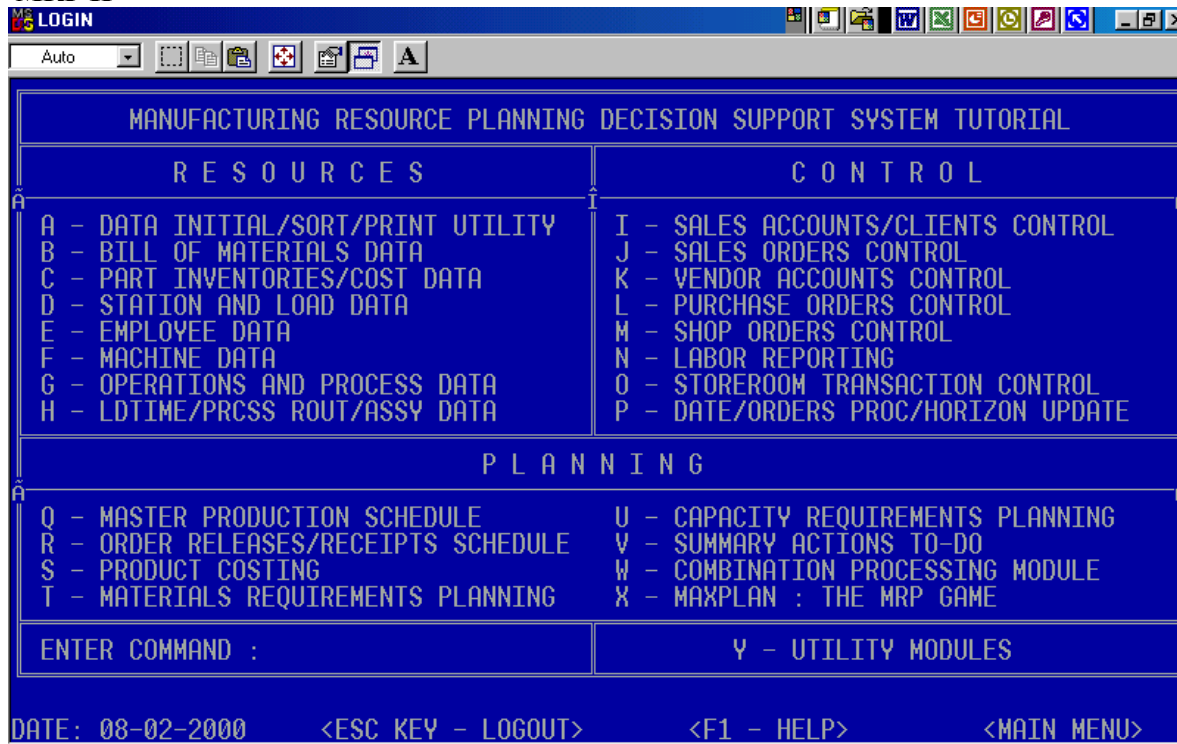 LOGIN
Auto
A
MANUFACTURING RESOURCE PLANNING DECISION SUPPORT SYSTEM TUTORIAL
R E S O U R C E S
A - DATA INITIAL/SORT/PRINT UTILITY
B - BILL OF MATERIALS DATA
C - PART INVENTORIES/COST DATA
D - STATION AND LOAD DATA
E - EMPLOYEE DATA
F - MACHINE DATA
G - OPERATIONS AND PROCESS DATA
H - LDTIME/PRCSS ROUT/ASSY DATA
C O N T R O L
I - SALES ACCOUNTS/CLIENTS CONTROL
J - SALES ORDERS CONTROL
K - VENDOR ACCOUNTS CONTROL
L - PURCHASE ORDERS CONTROL
M - SHOP ORDERS CONTROL
N - LABOR REPORTING
O - STOREROOM TRANSACTION CONTROL
P - DATE/ORDERS PROC/HORIZON UPDATE
P L A N N I N G
Q - MASTER PRODUCTION SCHEDULE
R - ORDER RELEASES/RECEIPTS SCHEDULE
S - PRODUCT COSTING
T - MATERIALS REQUIREMENTS PLANNING
U - CAPACITY REQUIREMENTS PLANNING
V - SUMMARY ACTIONS TO-DO
W - COMBINATION PROCESSING MODULE
X - MAXPLAN : THE MRP GAME
ENTER COMMAND :
Y - UTILITY MODULES
DATE: 08-02-2000 <ESC KEY - LOGOUT> <F1 - HELP> <MAIN MENU>